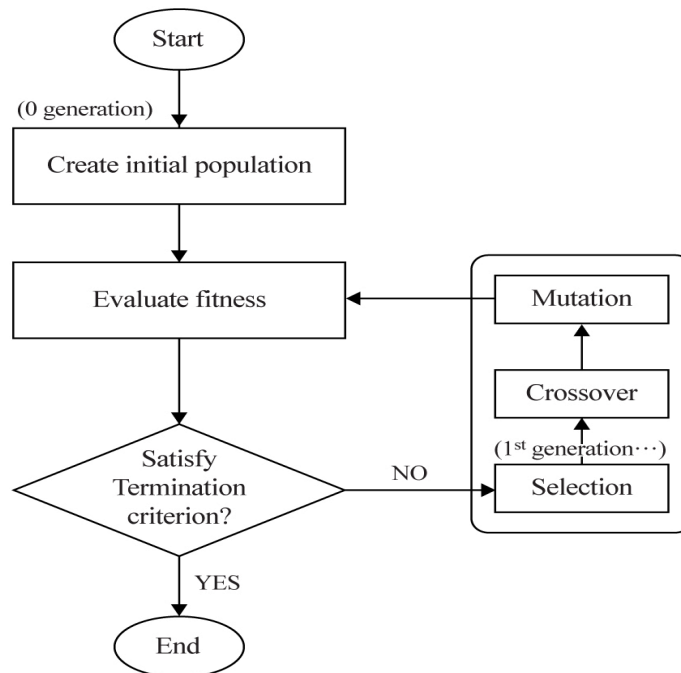 Start
(0 generation)
Create initial population
Evaluate fitness
Satisfy
Termination
criterion?
YES
End
NO
Mutation
Crossover
(1st generation⋯)
Selection